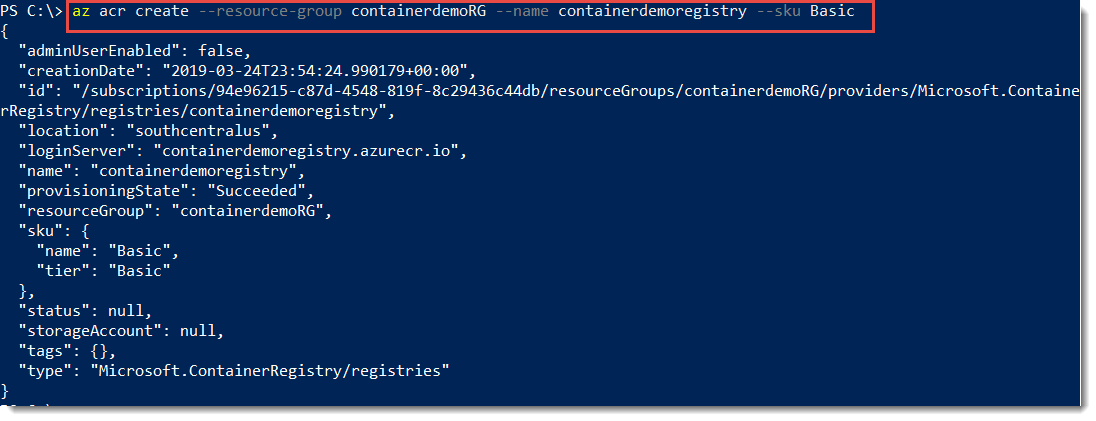 PS C:\> az acr create --resource-group containerdemoRG --name containerdemoregistry --sku Basic
{
  "adminUserEnabled": false,
  "creationDate": "2019-03-24T23:54:24.990179+00:00",
  "id": "/subscriptions/94e96215-c87d-4548-819f-8c29436c44db/resourceGroups/containerdemoRG/providers/Microsoft.Containe
rRegistry/registries/containerdemoregistry",
  "location": "southcentralus",
  "loginServer": "containerdemoregistry.azurecr.io",
  "name": "containerdemoregistry",
  "provisioningState": "Succeeded",
  "resourceGroup": "containerdemoRG",
  "sku": {
    "name": "Basic",
    "tier": "Basic"
  },
  "status": null,
  "storageAccount": null,
  "tags": {},
  "type": "Microsoft.ContainerRegistry/registries"
}